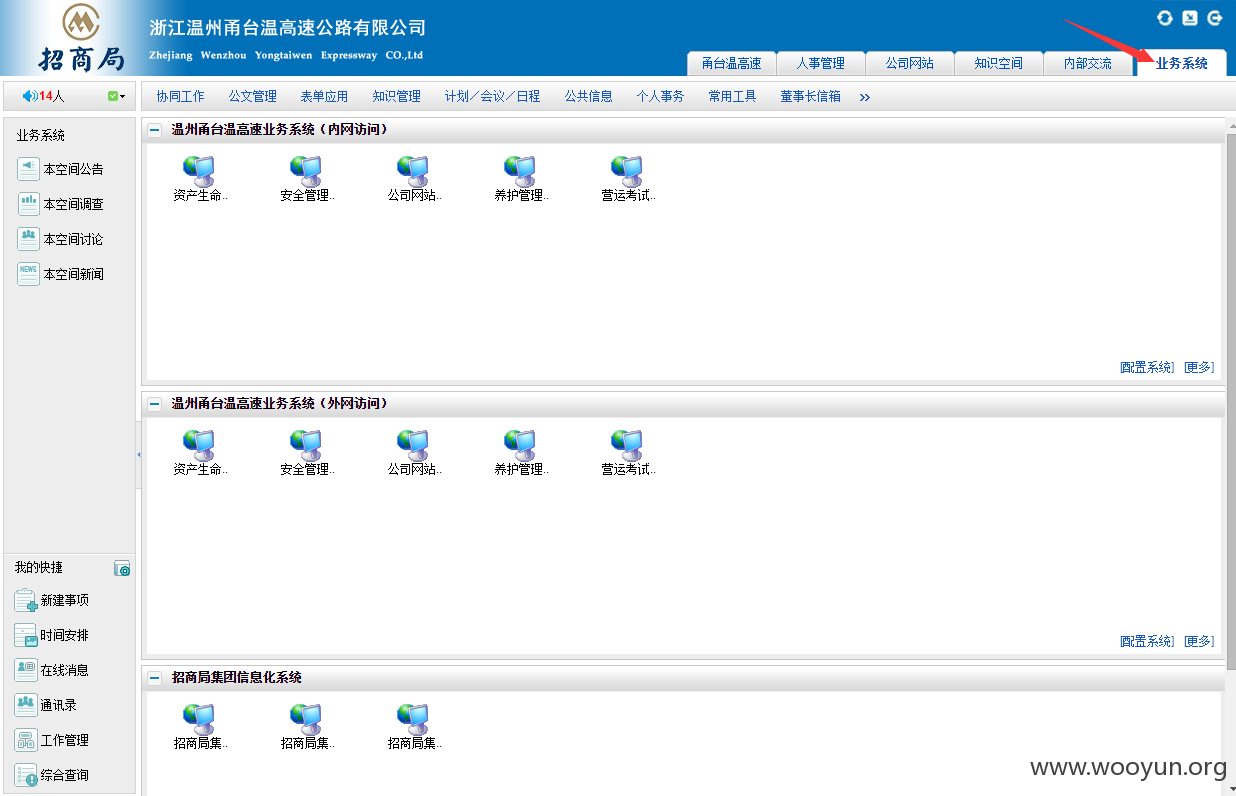 招商局
浙江温州甬台温高速公路有限公司
Zhejiang Wenzhou Yongtaiwen Expressway CO.,Ltd
甬台温高速 人事管理 公司网站 知识空间 内部交流 业务系统
14人
协同工作 公文管理 表单应用 知识管理 计划／会议／日程 公共信息 个人事务 常用工具 董事长信箱 »
业务系统
本空间公告
本空间调查
本空间讨论
NEWS 本空间新闻
温州甬台温高速业务系统（内网访问）
资产生命.. 安全管理.. 公司网站.. 养护管理.. 营运考试..
[配置系统] [更多]
温州甬台温高速业务系统（外网访问）
资产生命.. 安全管理.. 公司网站.. 养护管理.. 营运考试..
[配置系统] [更多]
招商局集团信息化系统
招商局集.. 招商局集.. 招商局集..
我的快捷
新建事项
时间安排
在线消息
通讯录
工作管理
综合查询
www.wooyun.org